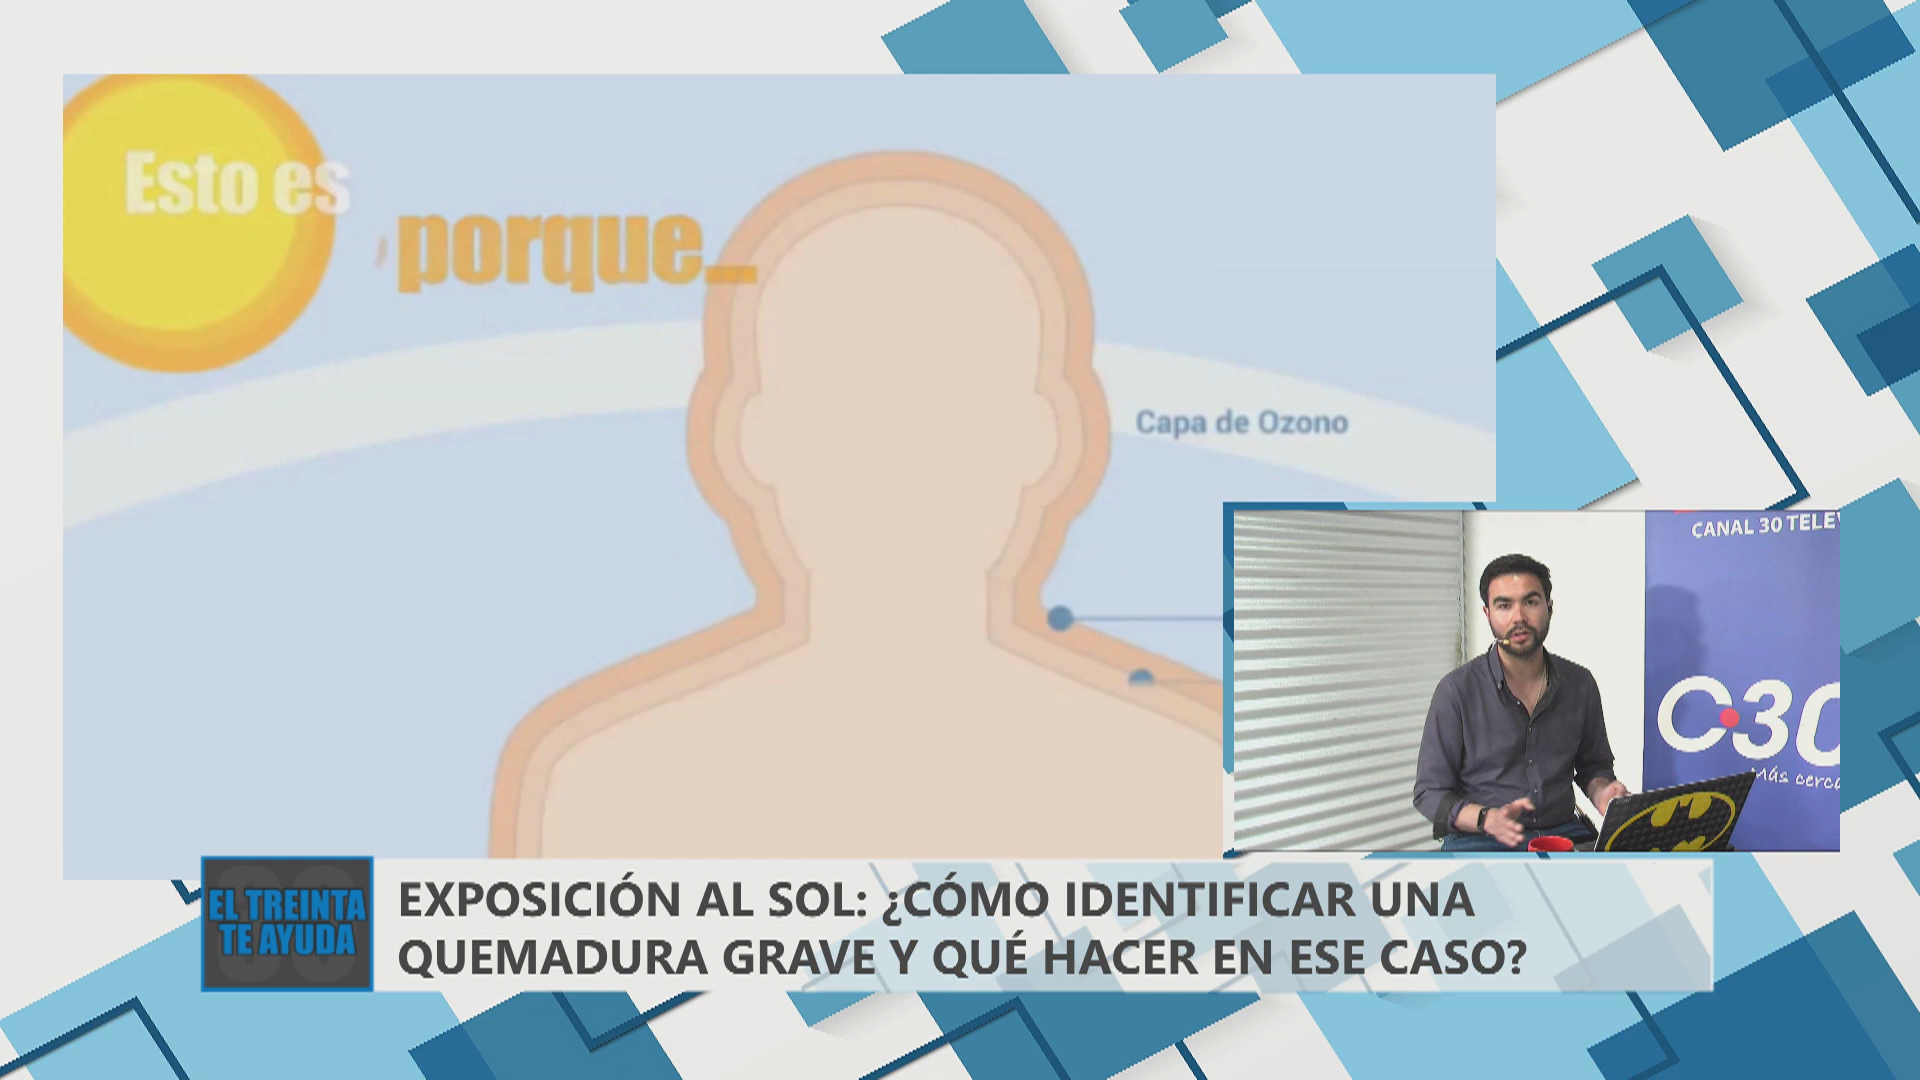 Esto es
porque...
Capa de Ozono
CANAL 30 TELEV
C30
Más cerca
EL TREINTA
TE AYUDA
EXPOSICIÓN AL SOL: ¿CÓMO IDENTIFICAR UNA
QUEMADURA GRAVE Y QUÉ HACER EN ESE CASO?